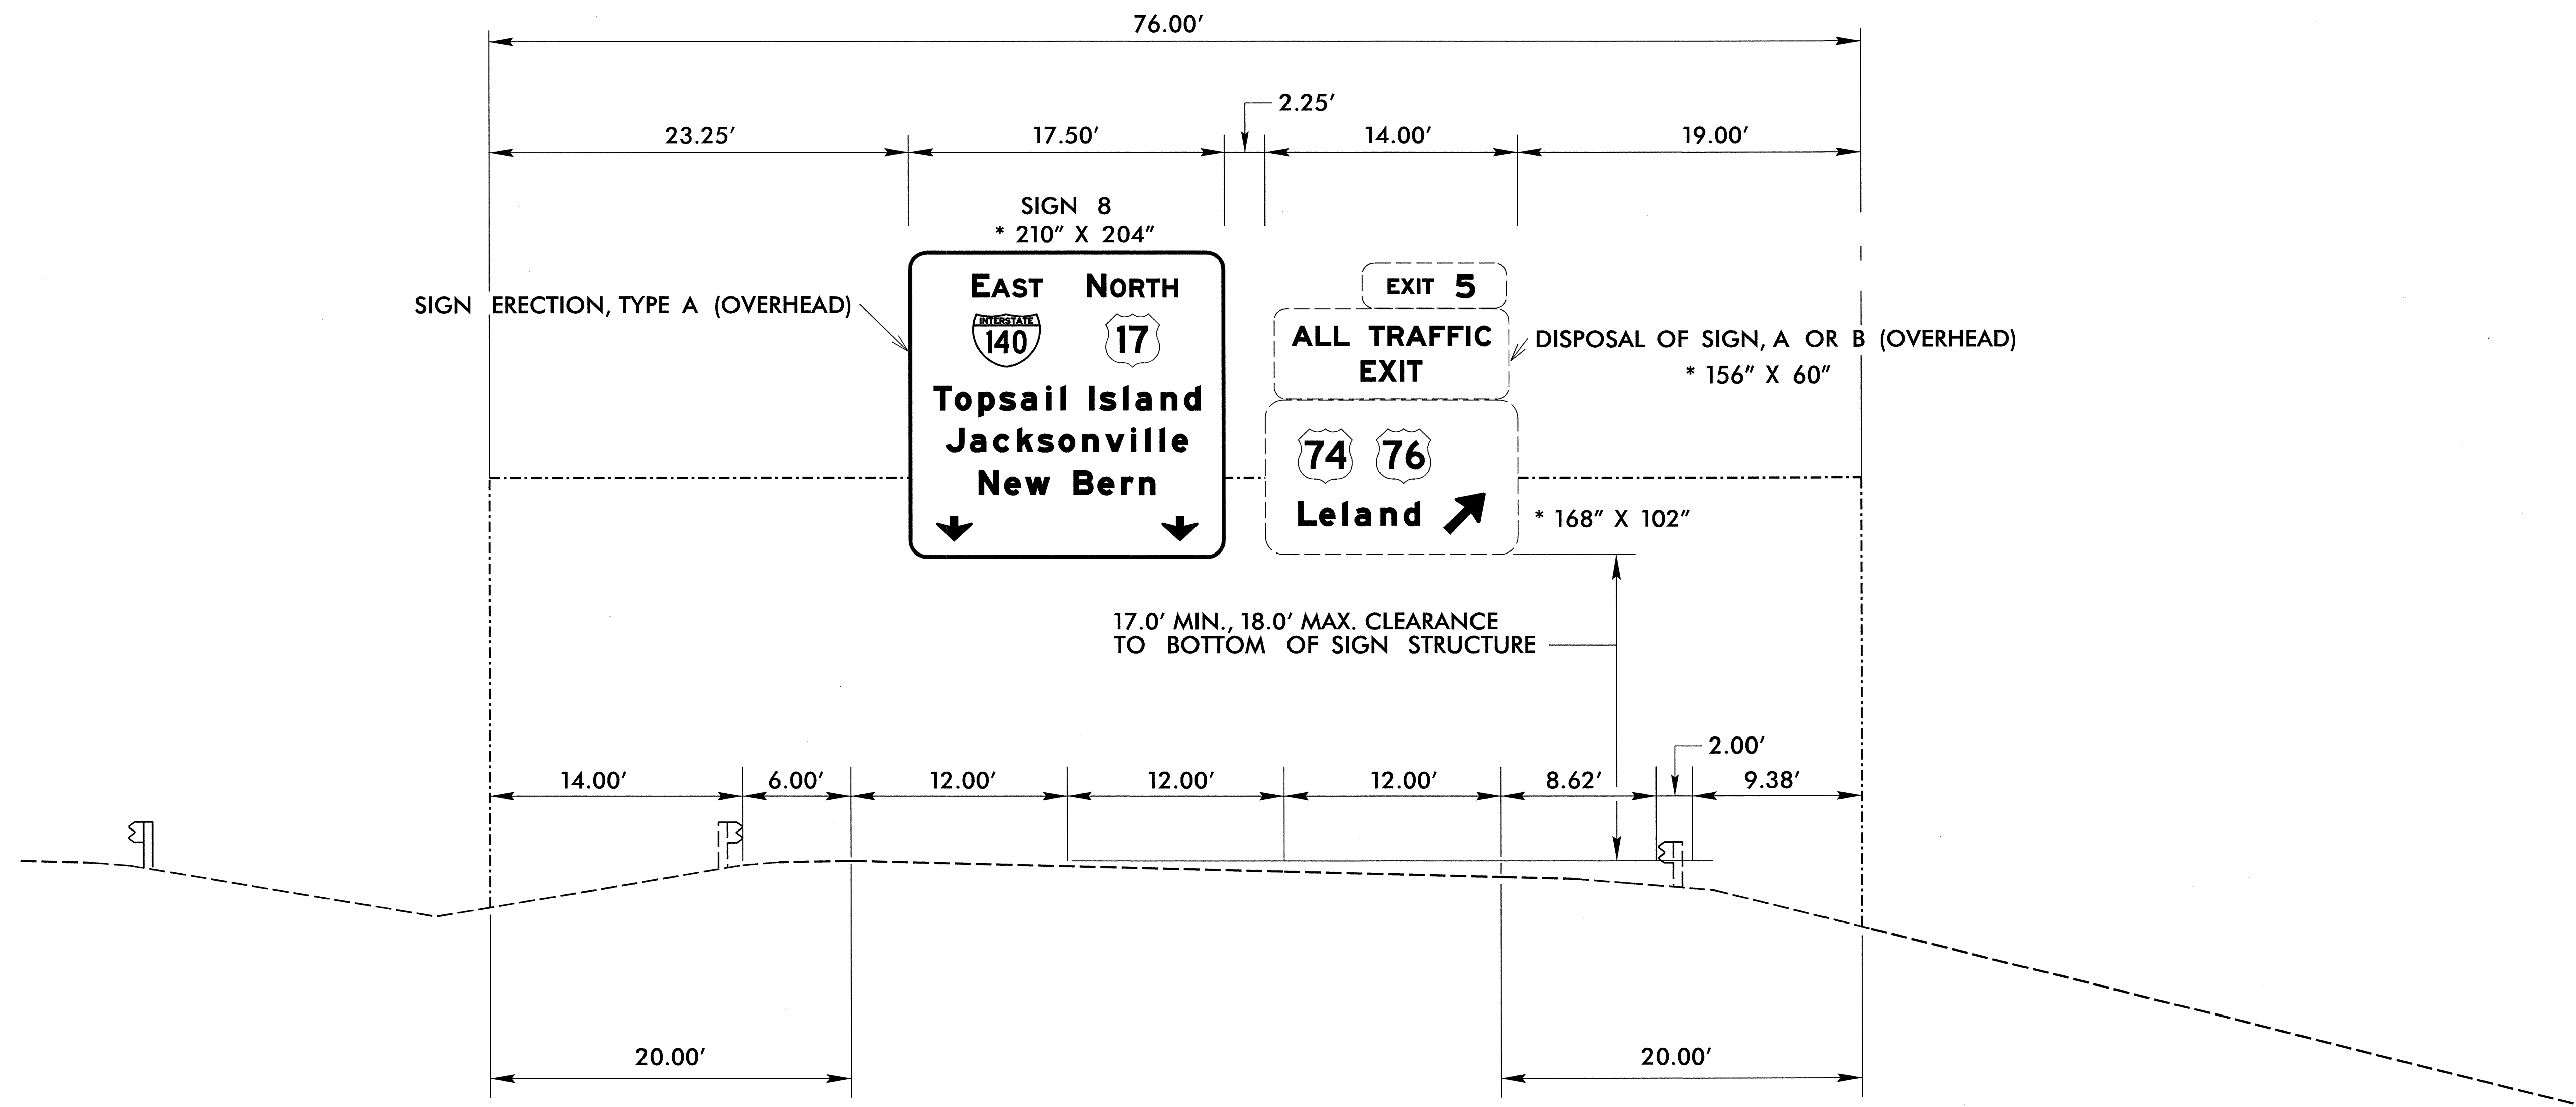 76.00'
2.25'
23.25' 17.50' 14.00' 19.00'
SIGN 8
* 210" X 204"
SIGN ERECTION, TYPE A (OVERHEAD)
EAST NORTH
INTERSTATE
140 17
Topsail Island
Jacksonville
New Bern
EXIT 5
ALL TRAFFIC
EXIT
DISPOSAL OF SIGN, A OR B (OVERHEAD)
* 156" X 60"
74 76
Leland
* 168" X 102"
17.0' MIN., 18.0' MAX. CLEARANCE
TO BOTTOM OF SIGN STRUCTURE
2.00'
14.00' 6.00' 12.00' 12.00' 12.00' 8.62' 9.38'
20.00' 20.00'